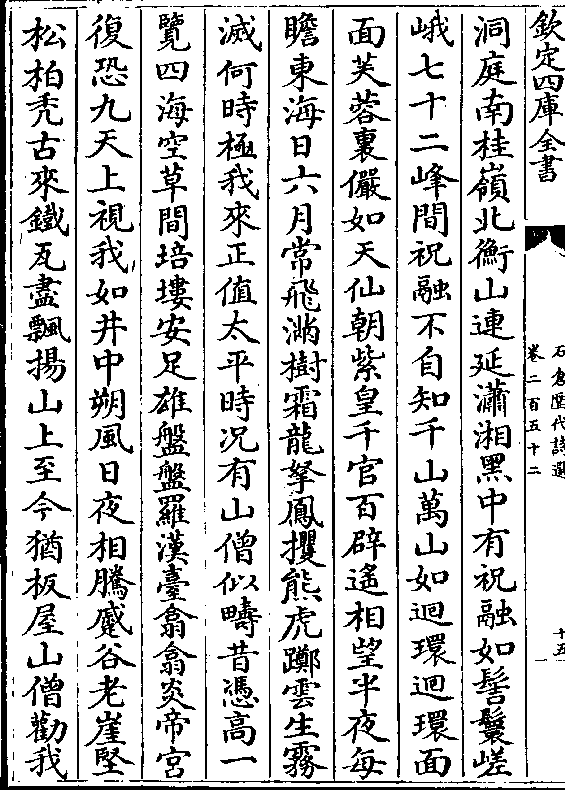 欽定四庫全書
石倉歷代詩選
卷二百五十二
十五
洞庭南桂嶺北衡山連延瀟湘黑中有祝融如髻鬟嵯
峨七十二峰間祝融不自知千山萬山如迴環迴環面
面芙蓉裏儼如天仙朝紫皇千官百辟遙相望半夜每
瞻東海日六月常飛滿樹霜龍拏鳳攫熊虎躑雲生霧
滅何時極我來正值太平時况有山僧似疇昔憑高一
覽四海空草間培塿安足雄盤盤羅漢臺翕翕炎帝宮
復恐九天上視我如井中朔風日夜相騰蹙谷老崖堅
松柏禿古來鐵瓦盡飄揚山上至今猶板屋山僧勸我